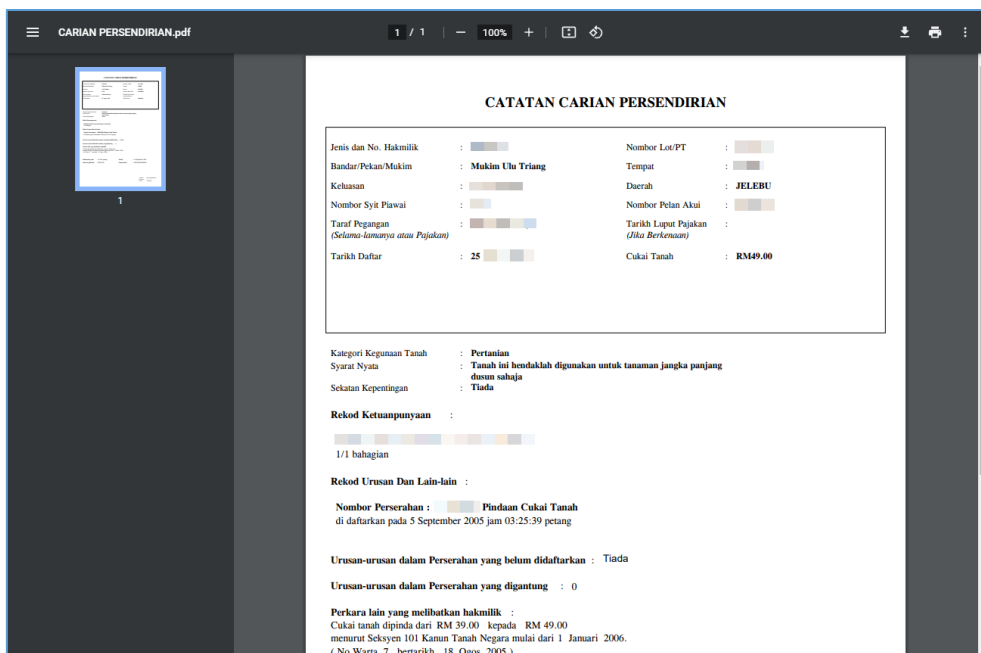 CARIAN PERSENDIRIAN.pdf
1 / 1
100%
1
CATATAN CARIAN PERSENDIRIAN
Jenis dan No. Hakmilik :
Nombor Lot/PT :
Bandar/Pekan/Mukim : Mukim Ulu Triang
Tempat :
Keluasan :
Daerah : JELEBU
Nombor Syit Piawai :
Nombor Pelan Akui :
Taraf Pegangan :
(Selama-lamanya atau Pajakan)
Tarikh Luput Pajakan :
(Jika Berkenaan)
Tarikh Daftar : 25
Cukai Tanah : RM49.00
Kategori Kegunaan Tanah : Pertanian
Syarat Nyata : Tanah ini hendaklah digunakan untuk tanaman jangka panjang
dusun sahaja
Sekatan Kepentingan : Tiada
Rekod Ketuanpunyaan :
1/1 bahagian
Rekod Urusan Dan Lain-lain :
Nombor Perserahan : Pindaan Cukai Tanah
di daftarkan pada 5 September 2005 jam 03:25:39 petang
Urusan-urusan dalam Perserahan yang belum didaftarkan : Tiada
Urusan-urusan dalam Perserahan yang digantung : 0
Perkara lain yang melibatkan hakmilik :
Cukai tanah dipinda dari RM 39.00 kepada RM 49.00
menurut Seksyen 101 Kanun Tanah Negara mulai dari 1 Januari 2006.
( No Warta 7 bertarikh 18 Ogos 2005 )